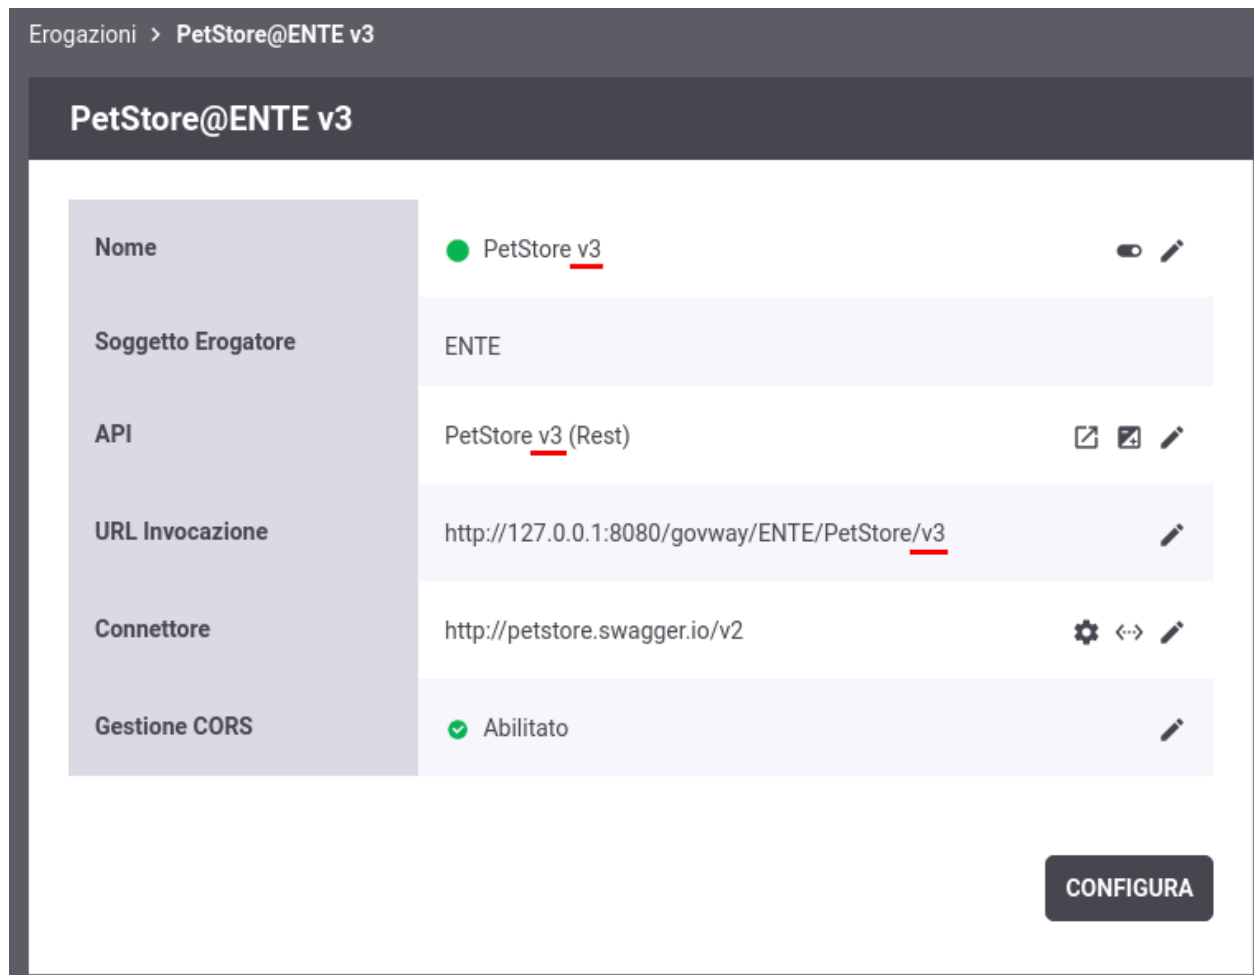 Erogazioni > PetStore@ENTE v3
PetStore@ENTE v3
Nome PetStore v3
Soggetto Erogatore ENTE
API PetStore v3 (Rest)
URL Invocazione http://127.0.0.1:8080/govway/ENTE/PetStore/v3
Connettore http://petstore.swagger.io/v2
Gestione CORS Abilitato
CONFIGURA